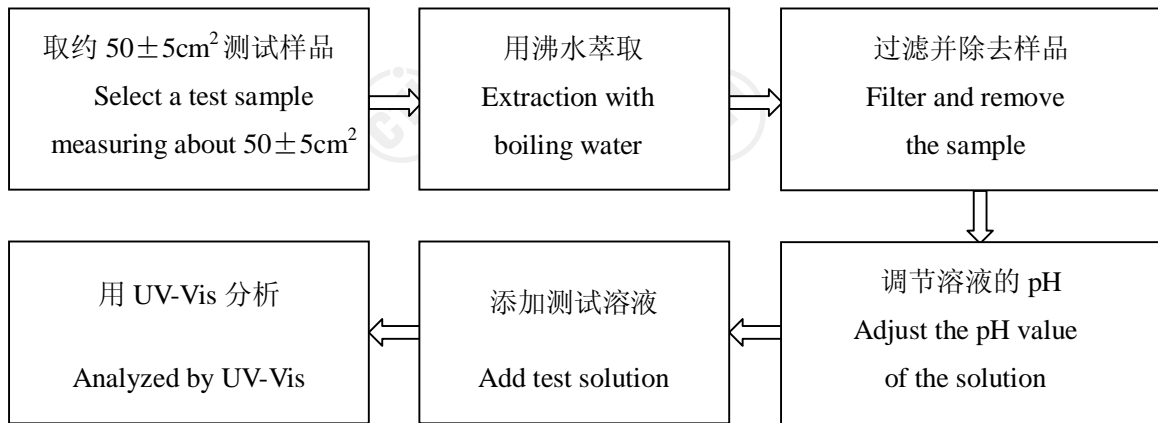 取约 50±5cm² 测试样品
Select a test sample
measuring about 50±5cm²
用沸水萃取
Extraction with
boiling water
过滤并除去样品
Filter and remove
the sample
调节溶液的 pH
Adjust the pH value
of the solution
添加测试溶液
Add test solution
用 UV-Vis 分析
Analyzed by UV-Vis